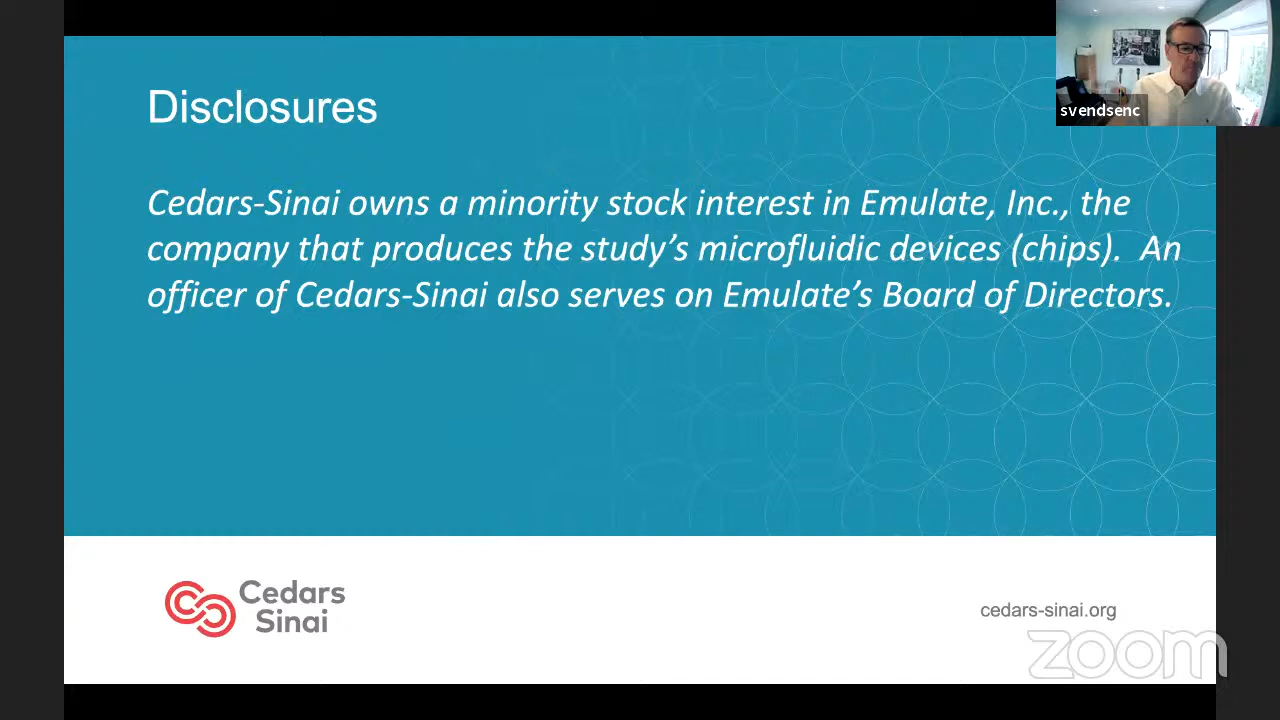 Disclosures
svendsenc
Cedars-Sinai owns a minority stock interest in Emulate, Inc., the
company that produces the study’s microfluidic devices (chips).  An
officer of Cedars-Sinai also serves on Emulate’s Board of Directors.
Cedars
Sinai
cedars-sinai.org
zoom